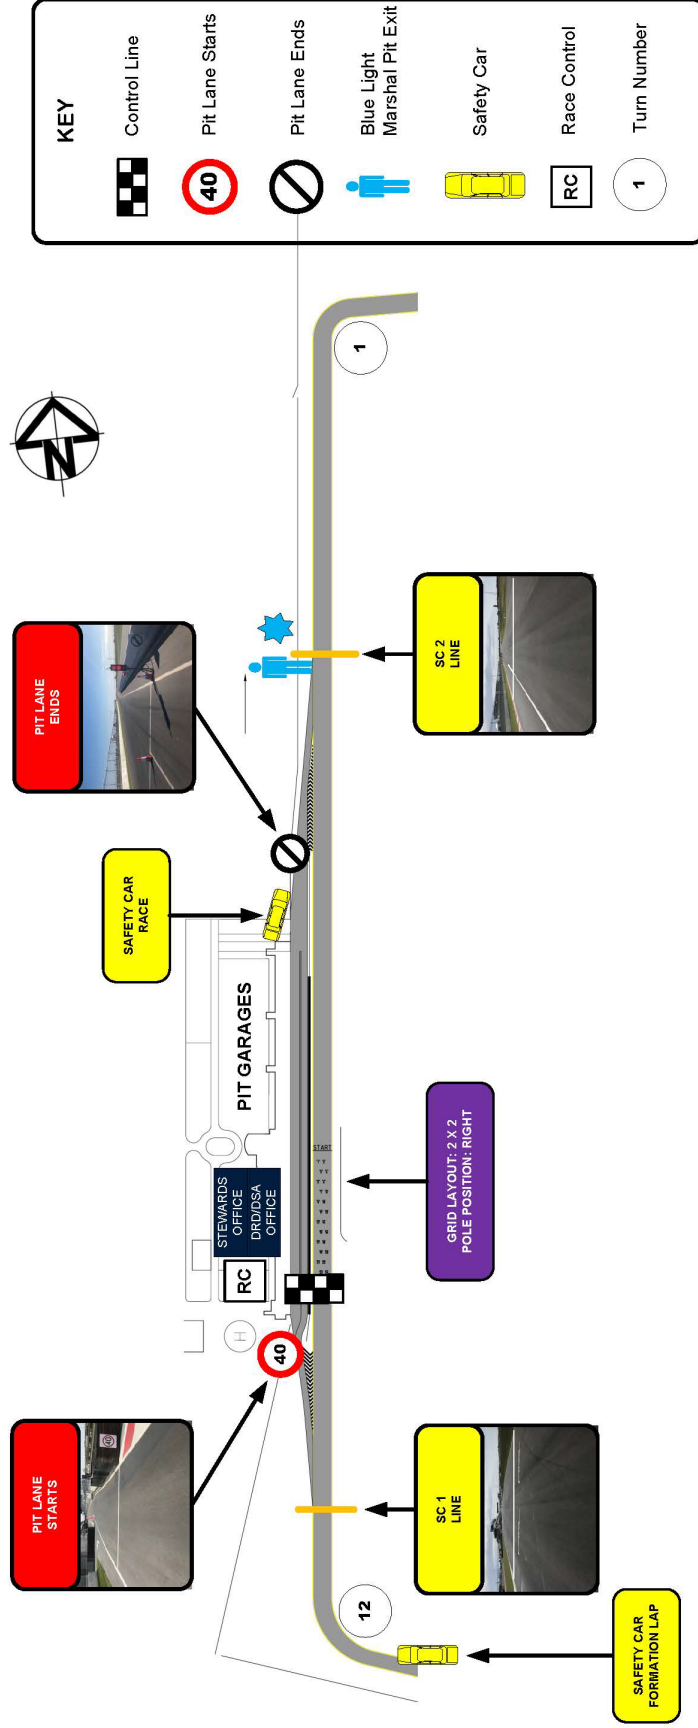 PIT LANE
STARTS
SAFETY CAR
RACE
PIT LANE
ENDS
KEY
Control Line
40
Pit Lane Starts
Pit Lane Ends
Blue Light
Marshal Pit Exit
Safety Car
RC
Race Control
1
Turn Number
N
H
40
RC
STEWARDS
OFFICE
DRD/DSA
OFFICE
PIT GARAGES
START
12
1
SC 1
LINE
GRID LAYOUT: 2 X 2
POLE POSITION: RIGHT
SC 2
LINE
SAFETY CAR
FORMATION LAP